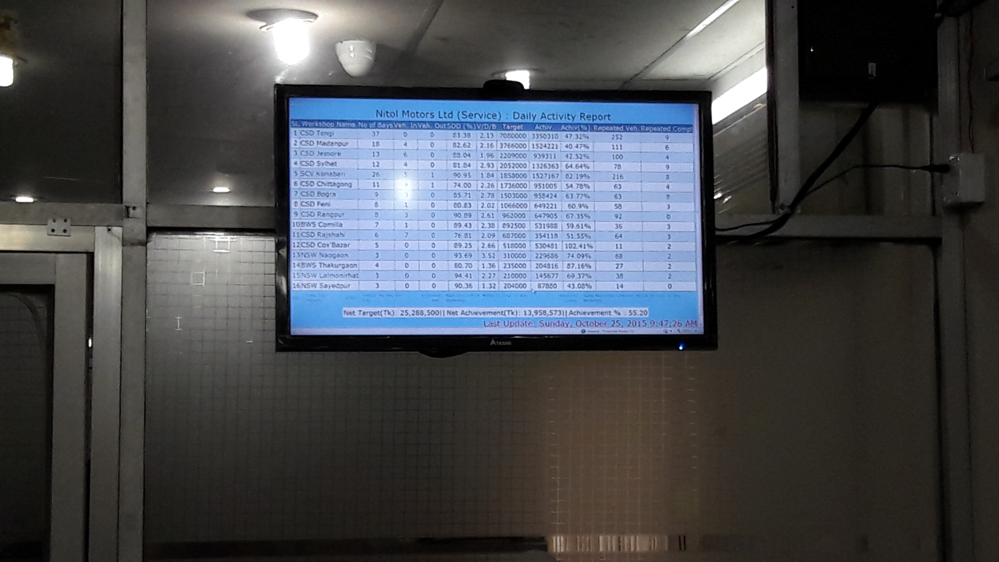 Nitol Motors Ltd (Service) : Daily Activity Report
SL Workshop Name No of Bays Veh. In Veh. Out SDD (%) V/D/B Target Achiv. Achiv(%) Repeated Veh. Repeated Comp
1 CSD Tongi 37 0 0 83.38 2.13 7080000 3350310 47.32% 252 9
2 CSD Madanpur 18 4 0 82.62 2.16 3766000 1524221 40.47% 111 6
3 CSD Jessore 13 6 0 88.04 1.96 2209000 939311 42.52% 100 4
4 CSD Sylhet 12 4 0 81.84 2.93 2052000 1326363 64.64% 78 9
5 SCV Konabari 26 5 1 90.95 1.84 1858000 1527167 82.19% 216 8
6 CSD Chittagong 11 1 74.00 2.26 1736000 951005 54.78% 63 4
7 CSD Bogra 9 3 0 85.71 2.78 1503000 958424 63.77% 63 8
8 CSD Feni 8 1 0 80.83 2.02 1066000 649221 60.9% 58 3
9 CSD Rangpur 8 3 0 90.89 2.61 962000 647905 67.35% 92 0
10 BWS Comilla 7 1 0 89.43 2.38 892500 531988 59.61% 36 3
11 CSD Rajshahi 6 7 0 76.81 2.09 687000 354118 51.55% 64 3
12 CSD Cox'Bazar 5 0 0 89.25 2.66 518000 530481 102.41% 11 2
13 NSW Naogaon 3 0 0 93.69 3.52 310000 229686 74.09% 68 2
14 BWS Thakurgaon 4 0 0 80.70 1.36 235000 204816 87.16% 27 2
15 NSW Lalmonirhat 3 0 0 94.41 2.27 210000 145677 69.37% 38 2
16 NSW Sayedpur 3 0 0 90.36 1.32 204000 87880 43.08% 14 0
Net Target(Tk): 25,288,500|| Net Achievement(Tk): 13,958,573|| Achievement % : 55.20
Last Update: Sunday, October 25, 2015 9:47:26 AM
ATASHII